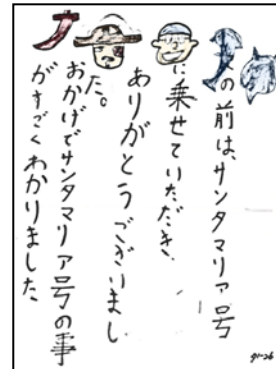 の前は、サンタマリア号
に乗せていただき、
ありがとうございまし
た。
おかげでサンタマリア号の事
がすごくわかりました